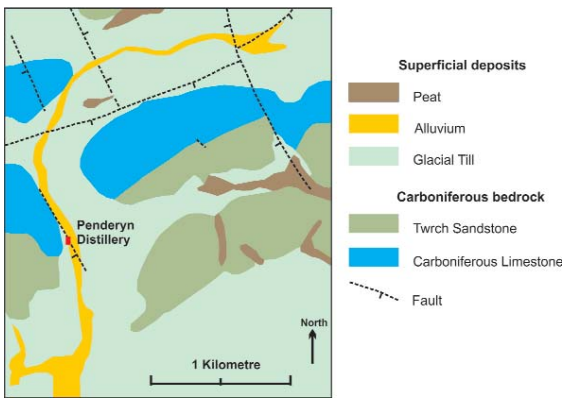 Penderyn
Distillery
North
1 Kilometre
Superficial deposits
Peat
Alluvium
Glacial Till
Carboniferous bedrock
Twrch Sandstone
Carboniferous Limestone
Fault